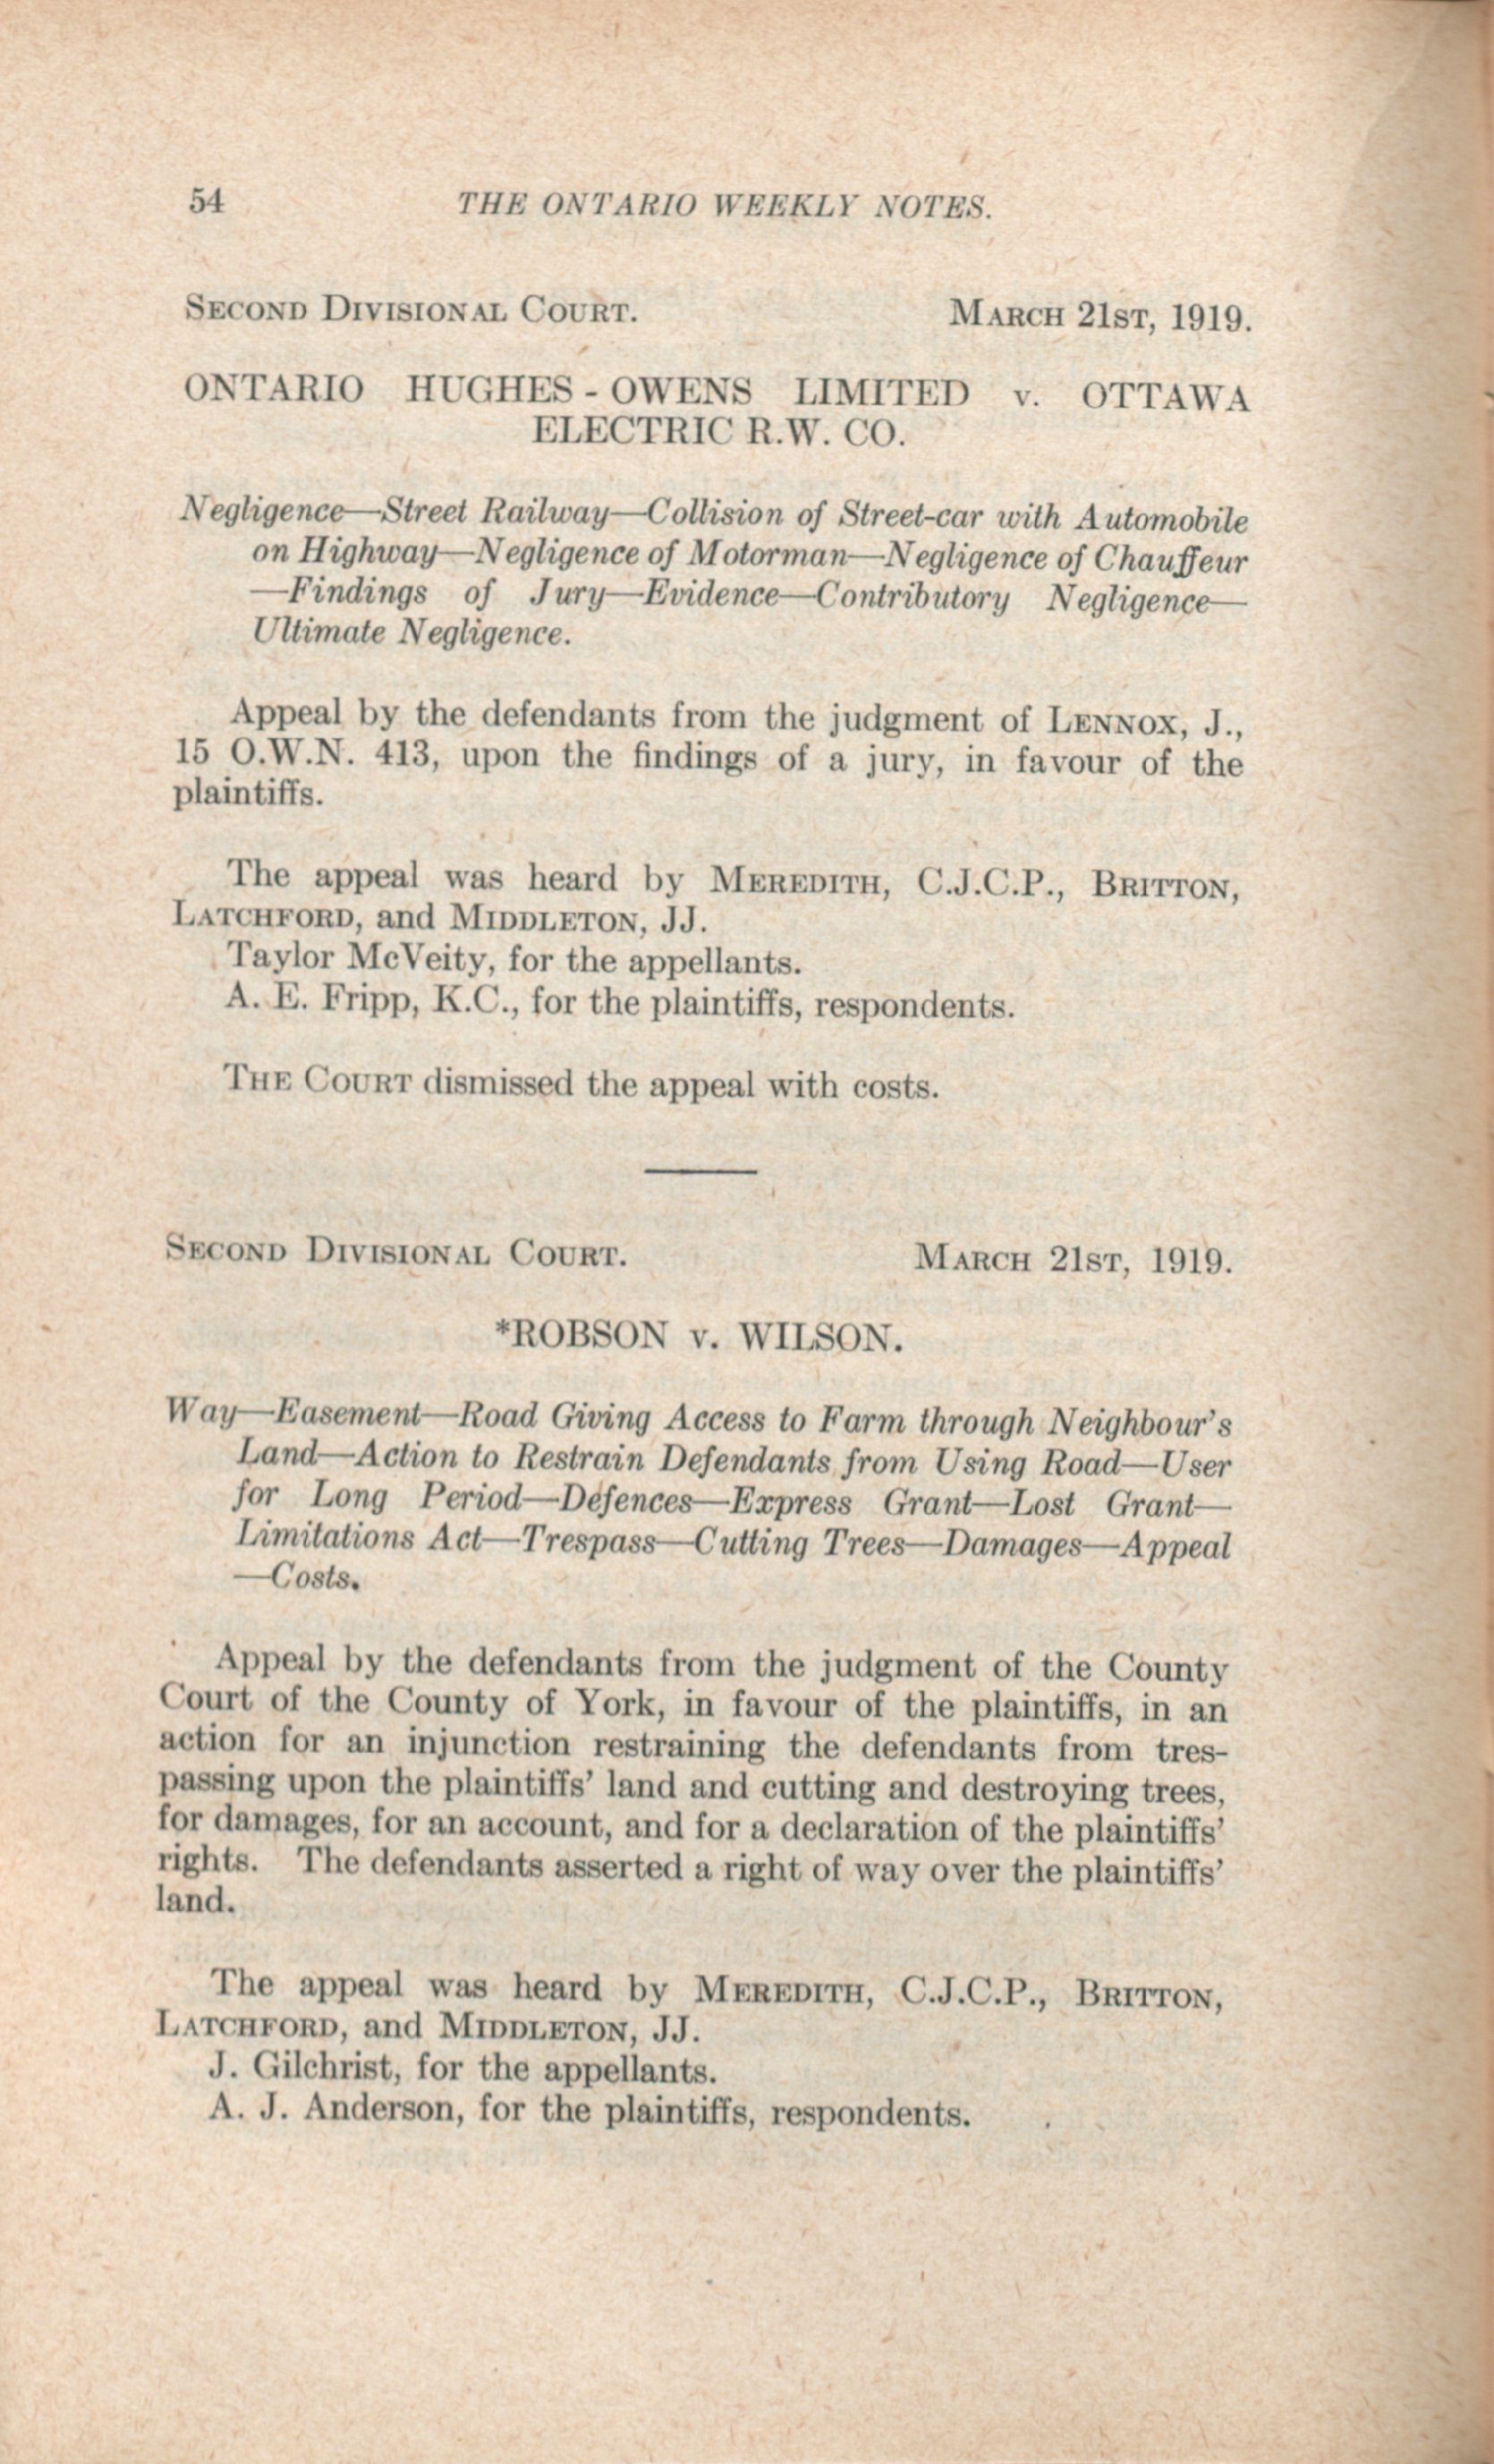 54 THE ONTARIO WEEKLY NOTES.
SECOND DIVISIONAL COURT. MARCH 21ST, 1919.
ONTARIO HUGHES-OWENS LIMITED v. OTTAWA
ELECTRIC R.W. CO.
Negligence—Street Railway—Collision of Street-car with Automobile
on Highway—Negligence of Motorman—Negligence of Chauffeur
—Findings of Jury—Evidence—Contributory Negligence—
Ultimate Negligence.
Appeal by the defendants from the judgment of LENNOX, J.,
15 O.W.N. 413, upon the findings of a jury, in favour of the
plaintiffs.
The appeal was heard by MEREDITH, C.J.C.P., BRITTON,
LATCHFORD, and MIDDLETON, JJ.
Taylor McVeity, for the appellants.
A. E. Fripp, K.C., for the plaintiffs, respondents.
THE COURT dismissed the appeal with costs.
SECOND DIVISIONAL COURT. MARCH 21ST, 1919.
*ROBSON v. WILSON.
Way—Easement—Road Giving Access to Farm through Neighbour's
Land—Action to Restrain Defendants from Using Road—User
for Long Period—Defences—Express Grant—Lost Grant—
Limitations Act—Trespass—Cutting Trees—Damages—Appeal
—Costs.
Appeal by the defendants from the judgment of the County
Court of the County of York, in favour of the plaintiffs, in an
action for an injunction restraining the defendants from tres-
passing upon the plaintiffs' land and cutting and destroying trees,
for damages, for an account, and for a declaration of the plaintiffs'
rights. The defendants asserted a right of way over the plaintiffs'
land.
The appeal was heard by MEREDITH, C.J.C.P., BRITTON,
LATCHFORD, and MIDDLETON, JJ.
J. Gilchrist, for the appellants.
A. J. Anderson, for the plaintiffs, respondents.